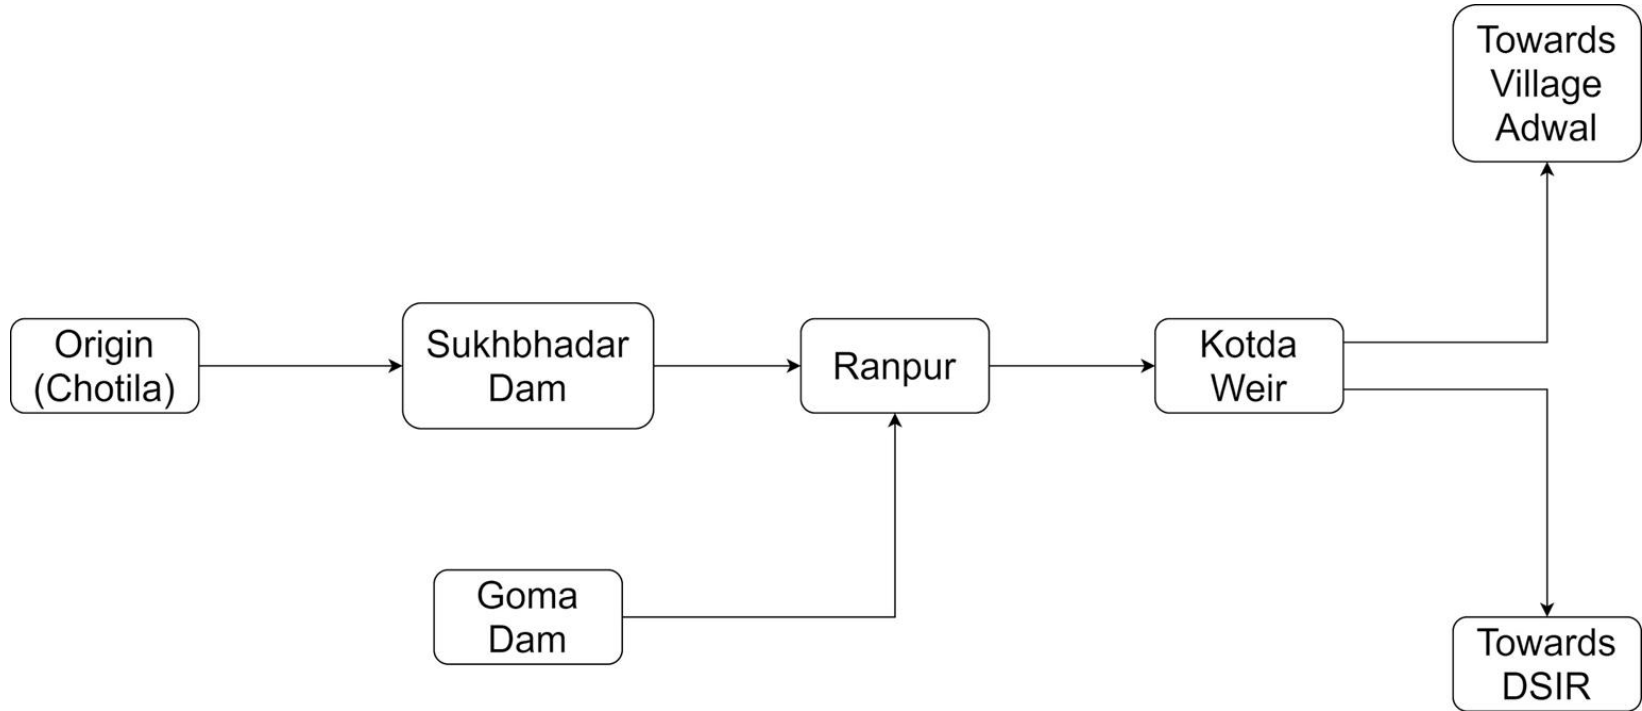 Towards
Village
Adwal
Origin
(Chotila)
Sukhbhadar
Dam
Ranpur
Kotda
Weir
Goma
Dam
Towards
DSIR